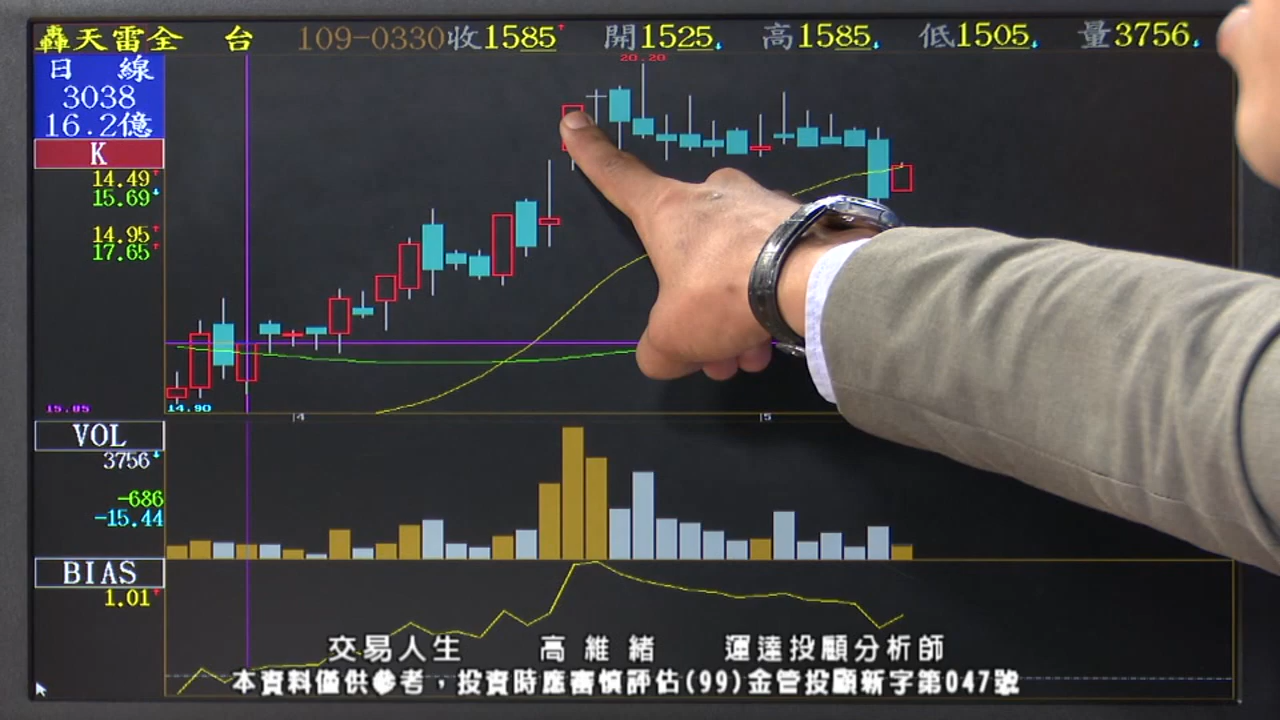 轟天雷全 台 109-0330收1585 開1525 高1585 低1505 量3756
日 線
3038
16.2億
K
14.49
15.69
14.95
17.65
15.85
20.20
14.90
4
5
VOL
3756
-686
-15.44
BIAS
1.01
交易人生 高維緒 運達投顧分析師
本資料僅供參考，投資時應審慎評估(99)金管投顧新字第047號